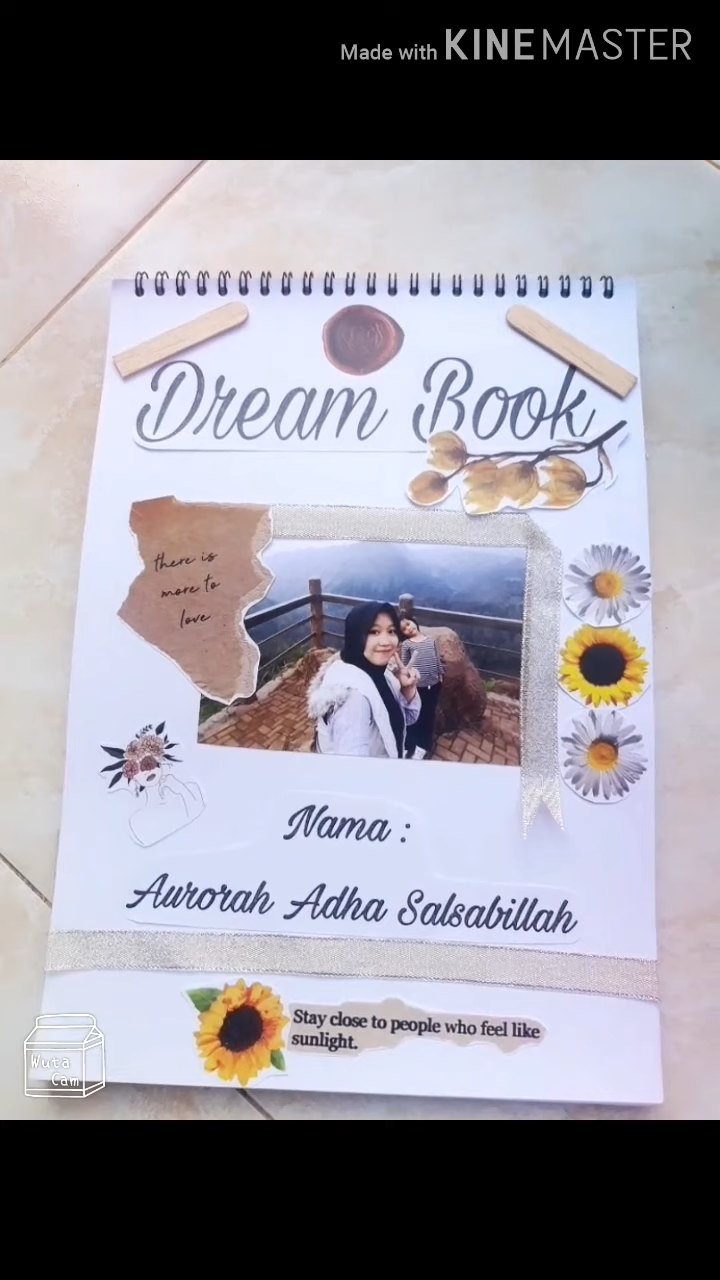 Made with KINEMASTER
Dream Book
there is
more to
love
Nama :
Aurorah Adha Salsabillah
Stay close to people who feel like
sunlight.
Wuta
Cam